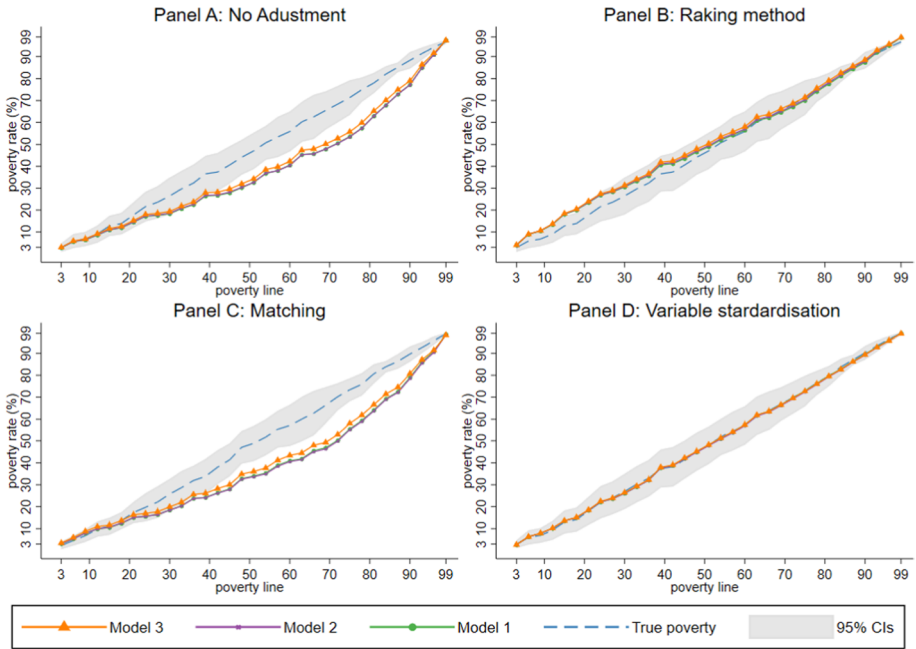 Panel A: No Adustment
Panel B: Raking method
poverty rate (%)
3 10 20 30 40 50 60 70 80 90 99
3 10 20 30 40 50 60 70 80 90 99
poverty line
poverty rate (%)
3 10 20 30 40 50 60 70 80 90 99
3 10 20 30 40 50 60 70 80 90 99
poverty line
Panel C: Matching
Panel D: Variable stardardisation
poverty rate (%)
3 10 20 30 40 50 60 70 80 90 99
3 10 20 30 40 50 60 70 80 90 99
poverty line
poverty rate (%)
3 10 20 30 40 50 60 70 80 90 99
3 10 20 30 40 50 60 70 80 90 99
poverty line
Model 3 Model 2 Model 1 True poverty 95% CIs